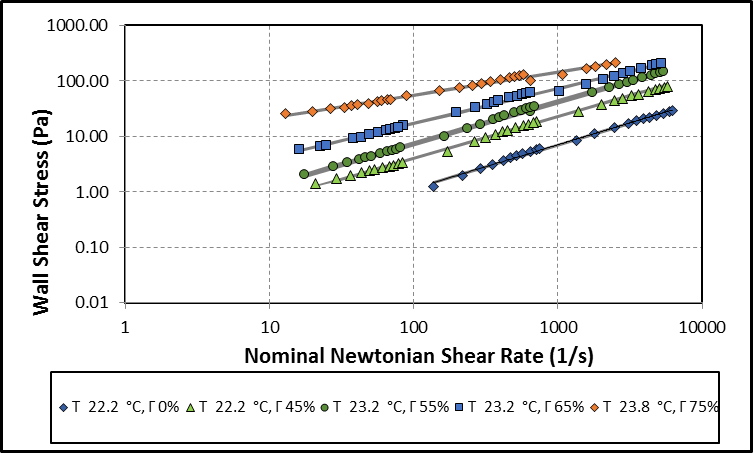 1000.00
100.00
10.00
1.00
0.10
0.01
Wall Shear Stress (Pa)
1 10 100 1000 10000
Nominal Newtonian Shear Rate (1/s)
T 22.2 °C, Γ 0% T 22.2 °C, Γ 45% T 23.2 °C, Γ 55% T 23.2 °C, Γ 65% T 23.8 °C, Γ 75%